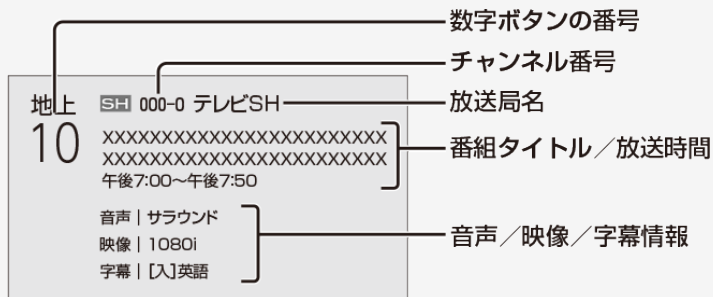 数字ボタンの番号
チャンネル番号
地上 SH 000-0 テレビSH
放送局名
10
XXXXXXXXXXXXXXXXXXXXXXXX
XXXXXXXXXXXXXXXXXXXXXXXX
番組タイトル／放送時間
午後7:00～午後7:50
音声 | サラウンド
映像 | 1080i
音声／映像／字幕情報
字幕 | [入]英語